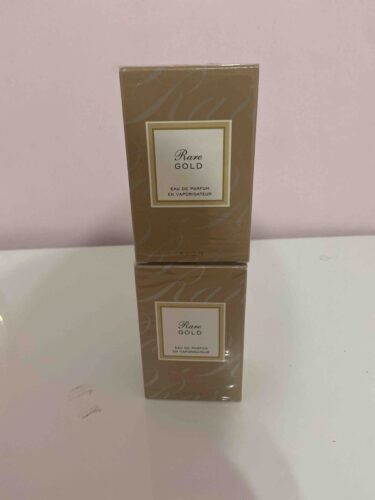 Rare
GOLD
EAU DE PARFUM
EN VAPORISATEUR
Rare
GOLD
EAU DE PARFUM
EN VAPORISATEUR